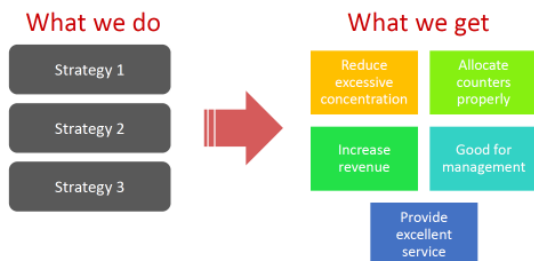 What we do
Strategy 1
Strategy 2
Strategy 3
What we get
Reduce
excessive
concentration
Allocate
counters
properly
Increase
revenue
Good for
management
Provide
excellent
service